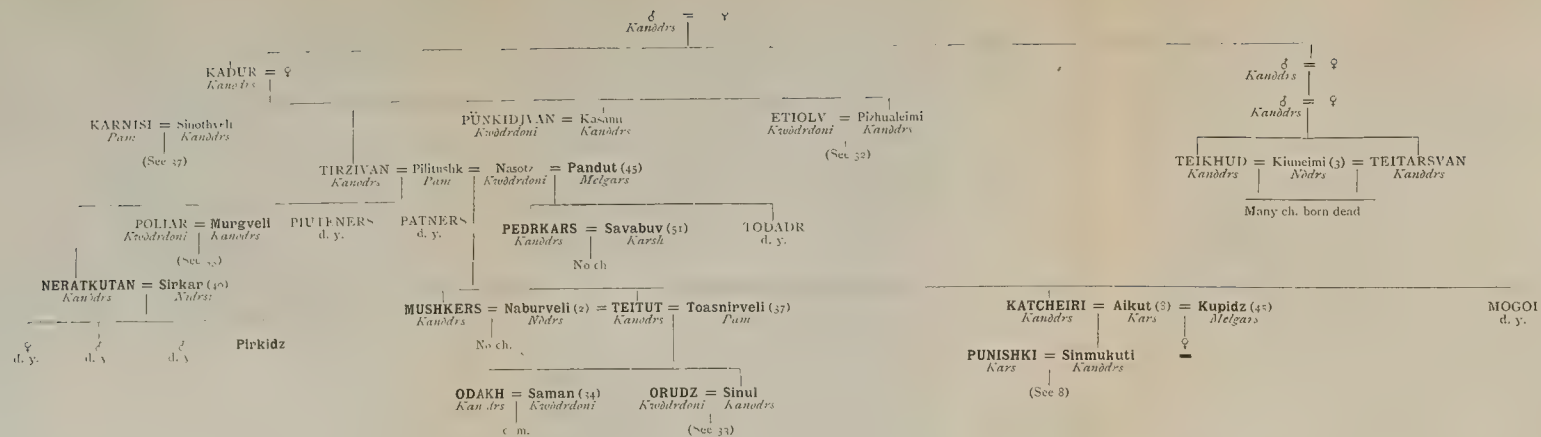 ♂ = ♀
Kanòdrs
KADUR = ♀
Kanòdrs
♂ = ♀
Kanòdrs
♂ = ♀
Kanòdrs
KARNISI = Sinothveli
Pam Kanòdrs
(See 37)
PÜNKIDJVAN = Kasanu
Kwòdrdoni Kanòdrs
ETIOLV = Pizhualeimi
Kwòdrdoni Kanòdrs
(See 32)
TIRZIVAN = Pilitushk = Nasotz = Pandut (45)
Kanòdrs Pam Kwòdrdoni Melgars
TEIKHUD = Kiuneimi (3) = TEITARSVAN
Kanòdrs Nòdrs Kanòdrs
Many ch. born dead
POLIAR = Murgveli
Kwòdrdoni Kanòdrs
PIUTENERS
d. y.
PATNERS
d. y.
PEDRKARS = Savabuv (51)
Kanòdrs Karsh
No ch
TUDADR
d. y.
NERATKUTAN = Sirkar
Kanòdrs
♀ ♂ ♂ Pirkidz
d. y. d. y. d. y.
MUSHKERS = Naburveli (2) = TEITUT = Toasnirveli (37)
Kanòdrs Nòdrs Kanòdrs Pam
No ch.
KATCHEIRI = Aikut (8) = Kupidz (45)
Kanòdrs Kars Melgars
♀
MOGOI
d. y.
PUNISHKI = Sinmukuti
Kars Kanòdrs
(See 8)
ODAKH = Saman (34)
Kanòdrs Kwòdrdoni
ORUDZ = Sinul
Kwòdrdoni Kanòdrs
(See 33)